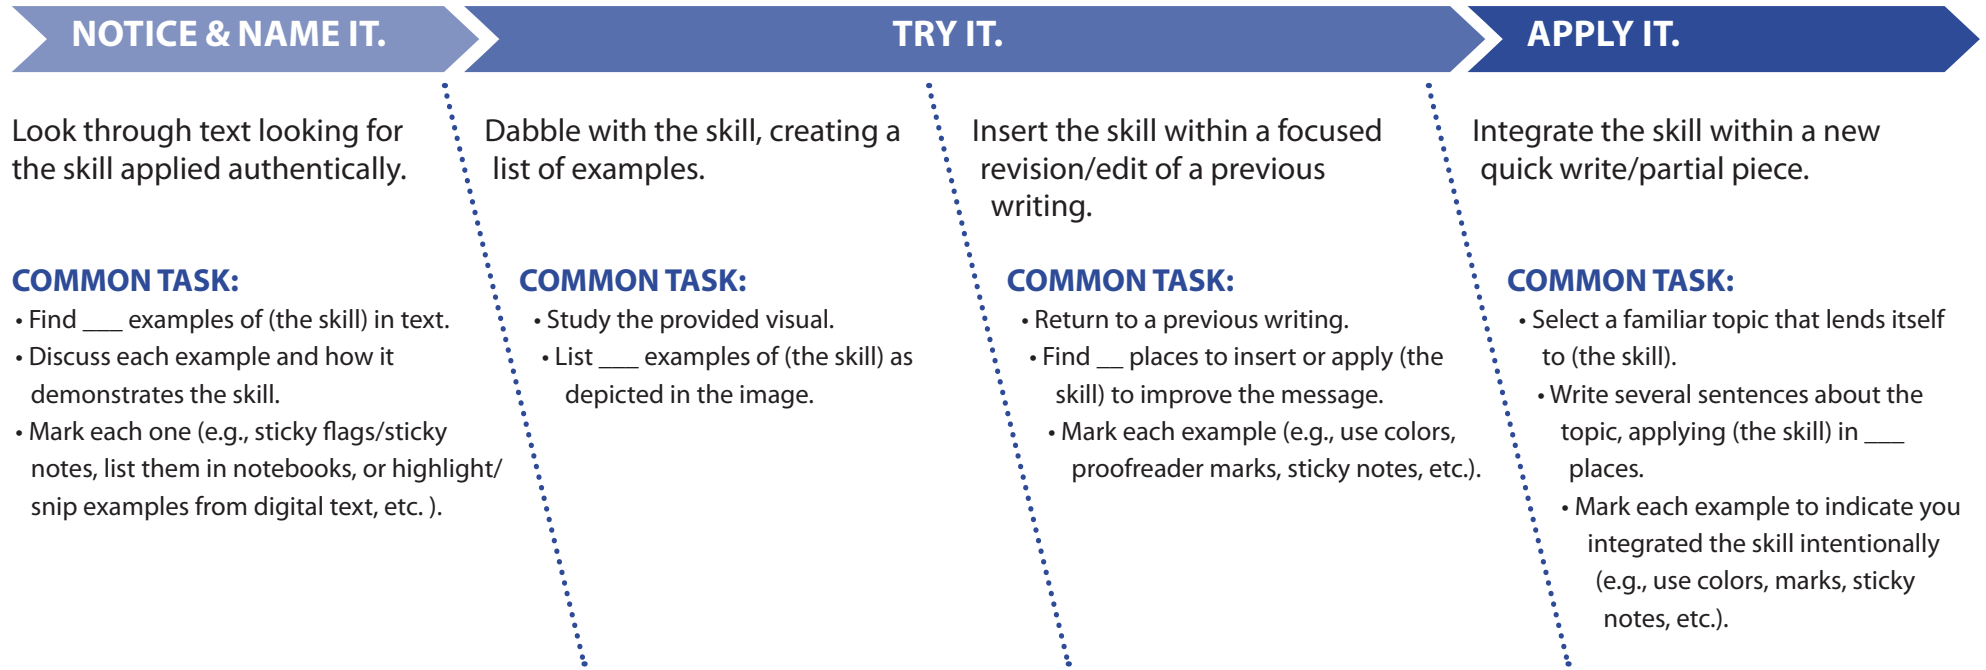 NOTICE & NAME IT.
TRY IT.
APPLY IT.
Look through text looking for
the skill applied authentically.
COMMON TASK:
• Find ___ examples of (the skill) in text.
• Discuss each example and how it
demonstrates the skill.
• Mark each one (e.g., sticky flags/sticky
notes, list them in notebooks, or highlight/
snip examples from digital text, etc. ).
Dabble with the skill, creating a
list of examples.
COMMON TASK:
• Study the provided visual.
• List ___ examples of (the skill) as
depicted in the image.
Insert the skill within a focused
revision/edit of a previous
writing.
COMMON TASK:
• Return to a previous writing.
• Find __ places to insert or apply (the
skill) to improve the message.
• Mark each example (e.g., use colors,
proofreader marks, sticky notes, etc.).
Integrate the skill within a new
quick write/partial piece.
COMMON TASK:
• Select a familiar topic that lends itself
to (the skill).
• Write several sentences about the
topic, applying (the skill) in ___
places.
• Mark each example to indicate you
integrated the skill intentionally
(e.g., use colors, marks, sticky
notes, etc.).